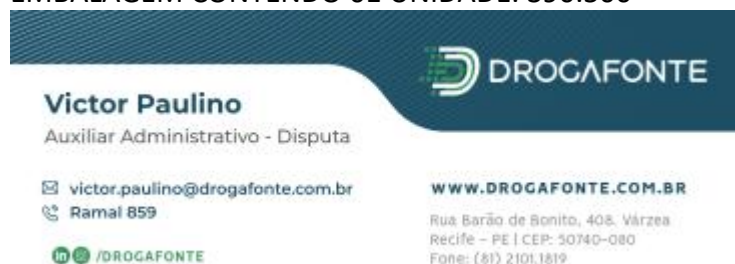 DROGAFONTE
Victor Paulino
Auxiliar Administrativo - Disputa
victor.paulino@drogafonte.com.br
Ramal 859
/DROGAFONTE
WWW.DROGAFONTE.COM.BR
Rua Barão de Bonito, 408. Várzea
Recife – PE | CEP: 50740-080
Fone: (81) 2101.1819